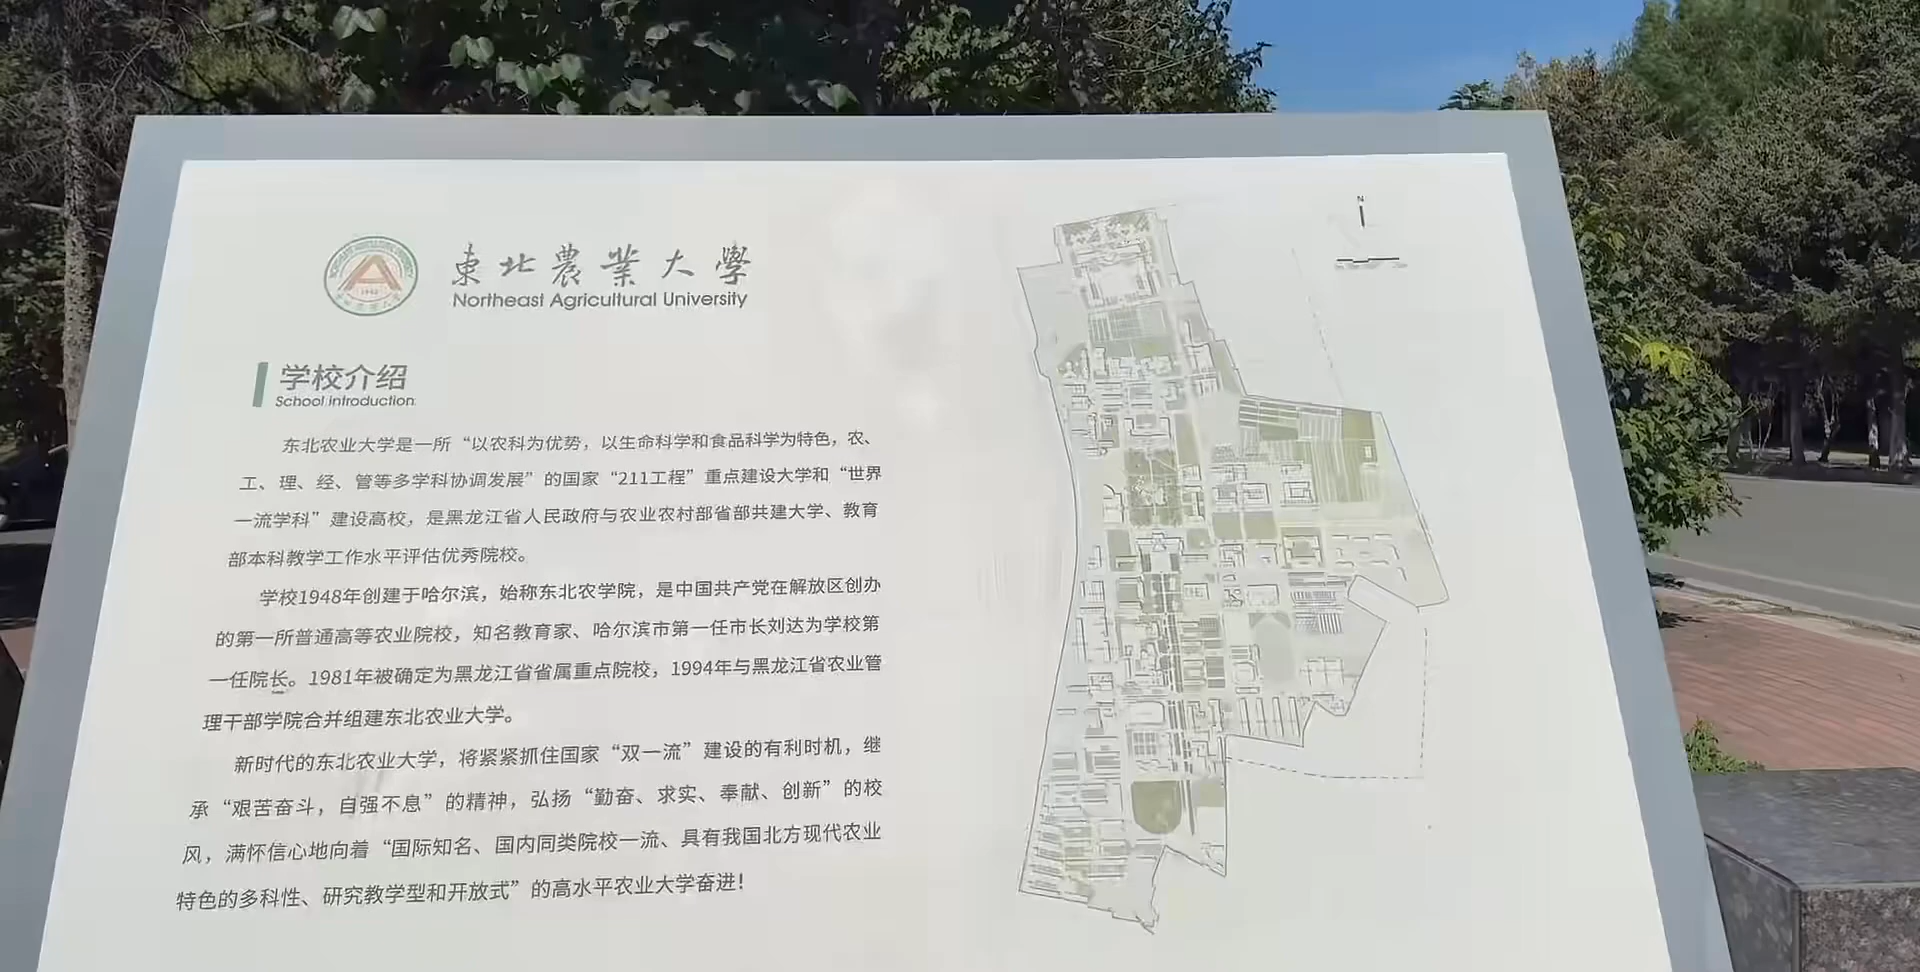 東北農業大學
Northeast Agricultural University
学校介绍
School introduction
东北农业大学是一所“以农科为优势，以生命科学和食品科学为特色，农、
工、理、经、管等多学科协调发展”的国家“211工程”重点建设大学和“世界
一流学科”建设高校，是黑龙江省人民政府与农业农村部省部共建大学、教育
部本科教学工作水平评估优秀院校。
学校1948年创建于哈尔滨，始称东北农学院，是中国共产党在解放区创办
的第一所普通高等农业院校，知名教育家、哈尔滨市第一任市长刘达为学校第
一任院长。1981年被确定为黑龙江省省属重点院校，1994年与黑龙江省农业管
理干部学院合并组建东北农业大学。
新时代的东北农业大学，将紧紧抓住国家“双一流”建设的有利时机，继
承“艰苦奋斗，自强不息”的精神，弘扬“勤奋、求实、奉献、创新”的校
风，满怀信心地向着“国际知名、国内同类院校一流、具有我国北方现代农业
特色的多科性、研究教学型和开放式”的高水平农业大学奋进！
N